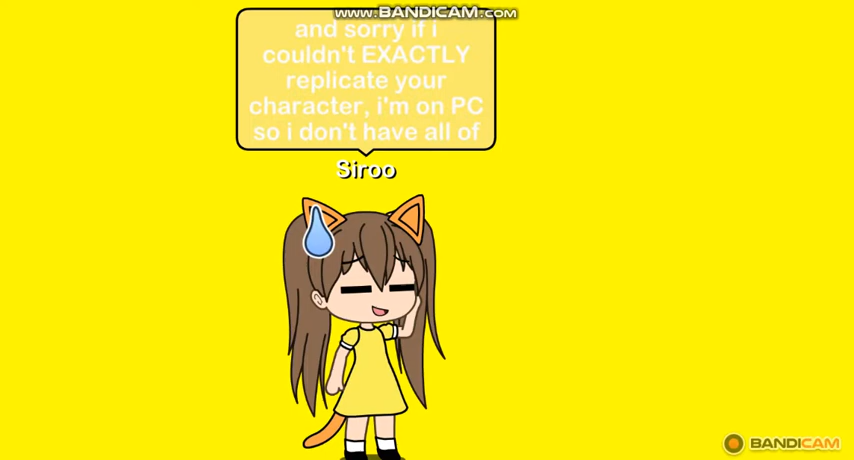 www.BANDICAM.com
and sorry if i
couldn't EXACTLY
replicate your
character, i'm on PC
so i don't have all of
Siroo
BANDICAM